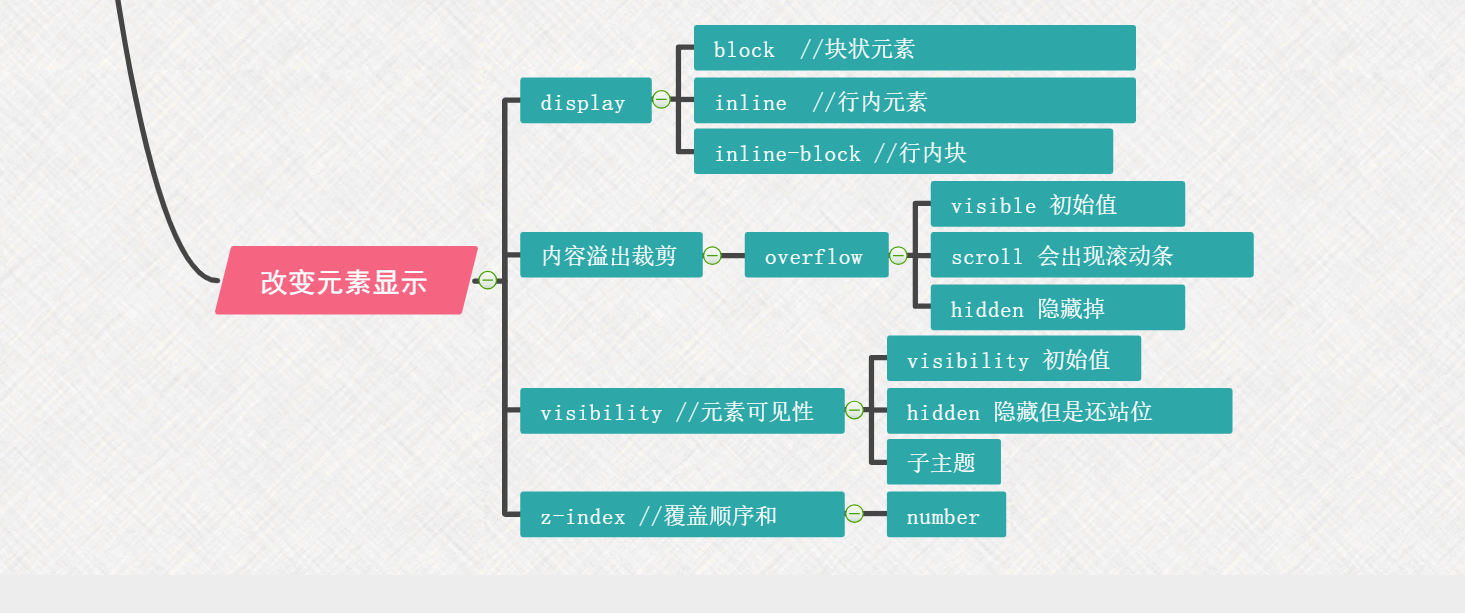 改变元素显示
display
block //块状元素
inline //行内元素
inline-block //行内块
内容溢出裁剪
overflow
visible 初始值
scroll 会出现滚动条
hidden 隐藏掉
visibility //元素可见性
visibility 初始值
hidden 隐藏但是还站位
子主题
z-index //覆盖顺序和
number